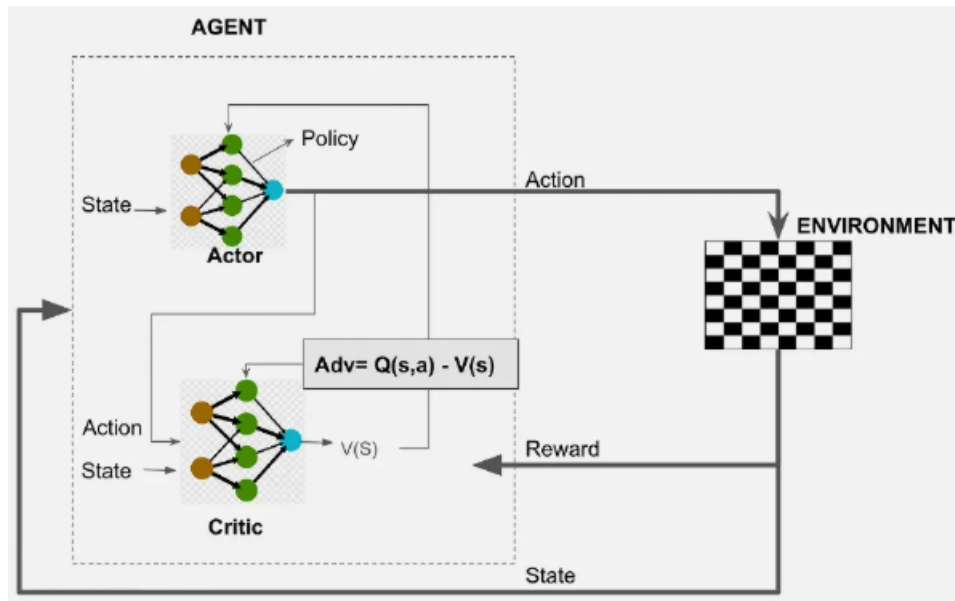 AGENT
Policy
State
Action
ENVIRONMENT
Actor
Adv= Q(s,a) - V(s)
Action
V(S)
Reward
State
Critic
State